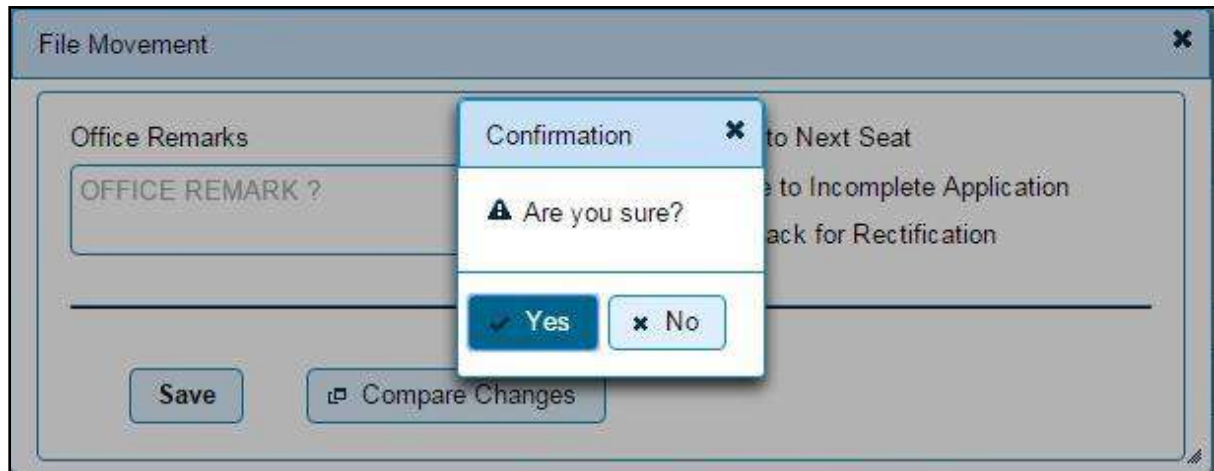 File Movement
Office Remarks
Confirmation
to Next Seat
OFFICE REMARK ?
to Incomplete Application
Are you sure?
for Rectification
Yes
No
Save
Compare Changes